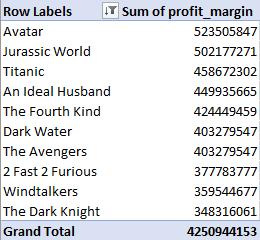 Row Labels Sum of profit_margin
Avatar 523505847
Jurassic World 502177271
Titanic 458672302
An Ideal Husband 449935665
The Fourth Kind 424449459
Dark Water 403279547
The Avengers 403279547
2 Fast 2 Furious 377783777
Windtalkers 359544677
The Dark Knight 348316061
Grand Total 4250944153